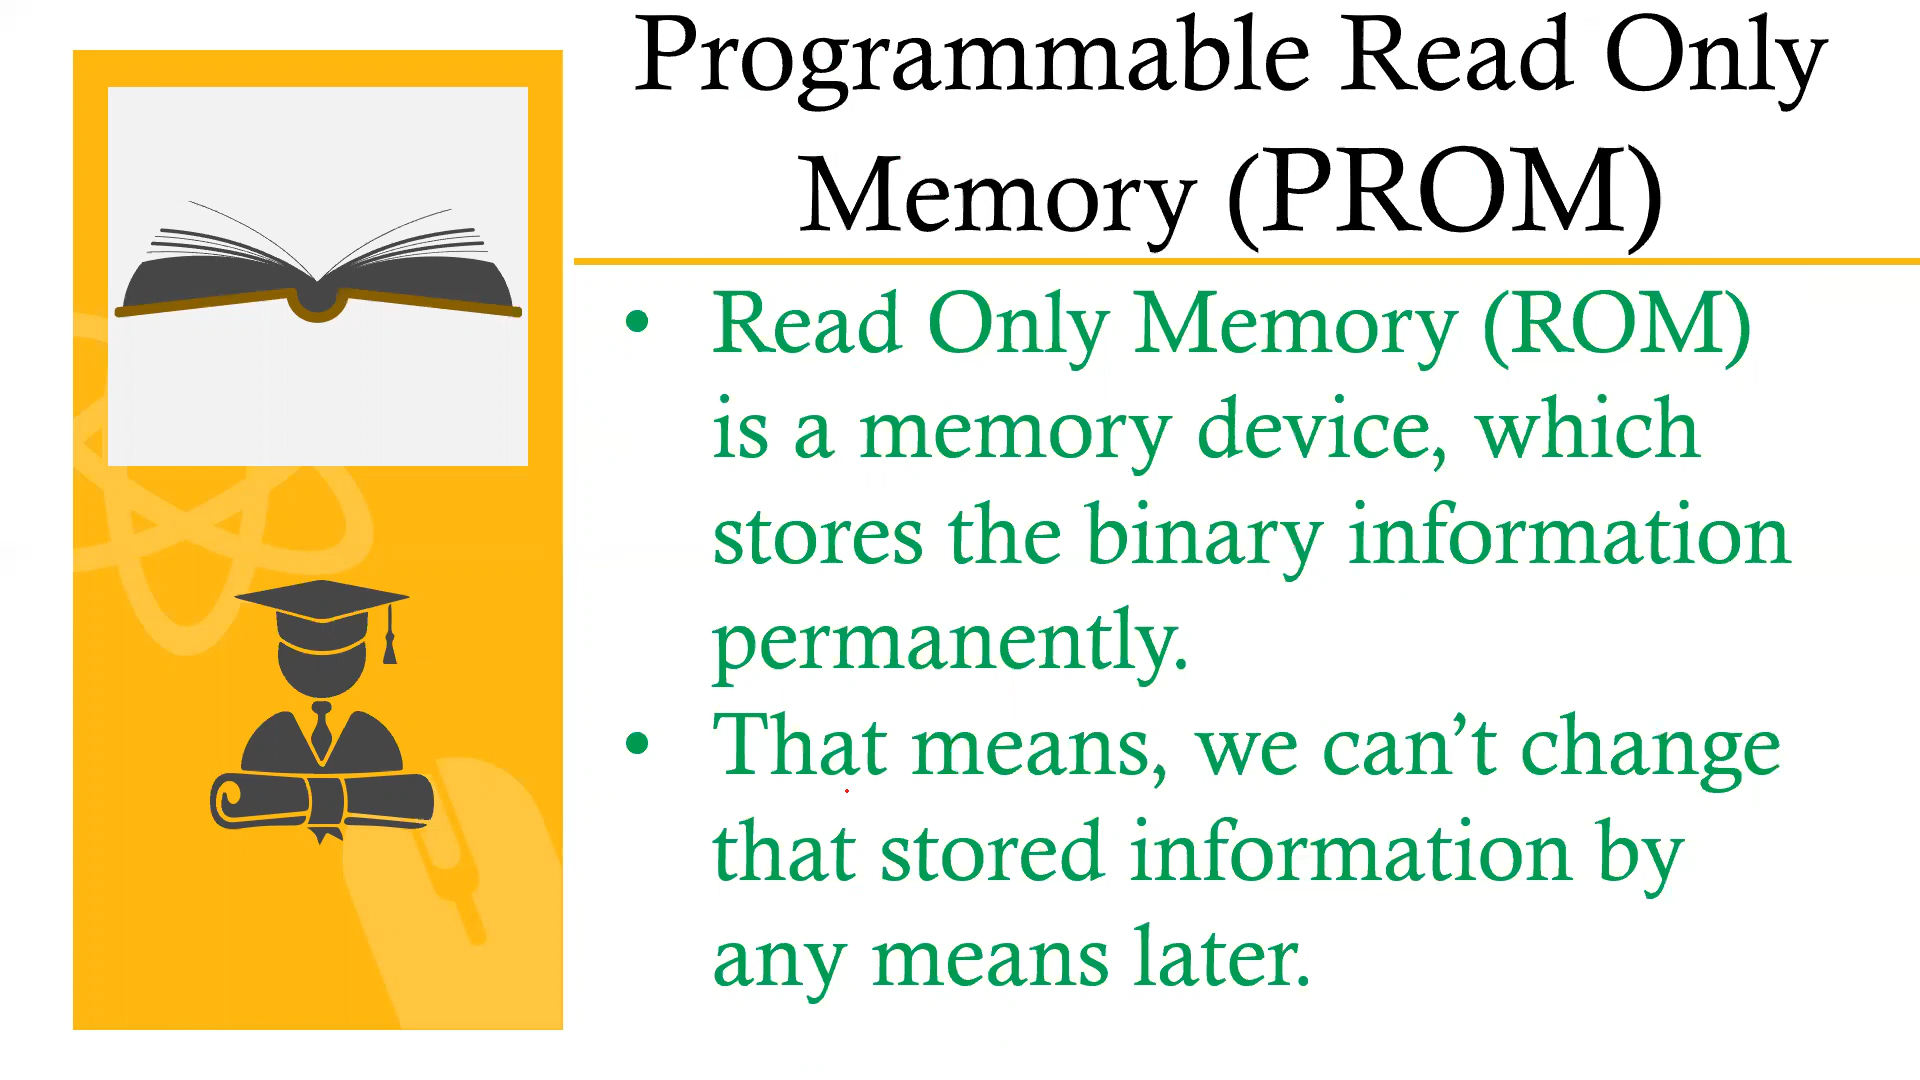 Programmable Read Only
Memory (PROM)
• Read Only Memory (ROM)
is a memory device, which
stores the binary information
permanently.
• That means, we can’t change
that stored information by
any means later.